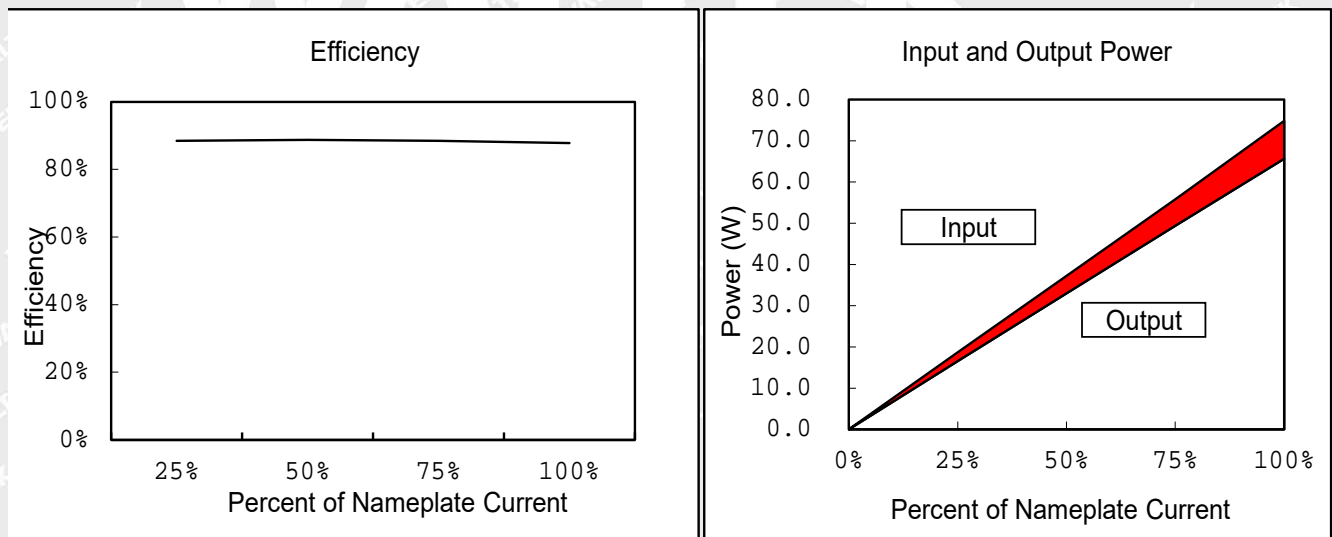 Efficiency
100%
80%
60%
40%
20%
0%
Efficiency
25% 50% 75% 100%
Percent of Nameplate Current
Input and Output Power
80.0
70.0
60.0
50.0
40.0
30.0
20.0
10.0
0.0
Power (W)
Input
Output
0% 25% 50% 75% 100%
Percent of Nameplate Current